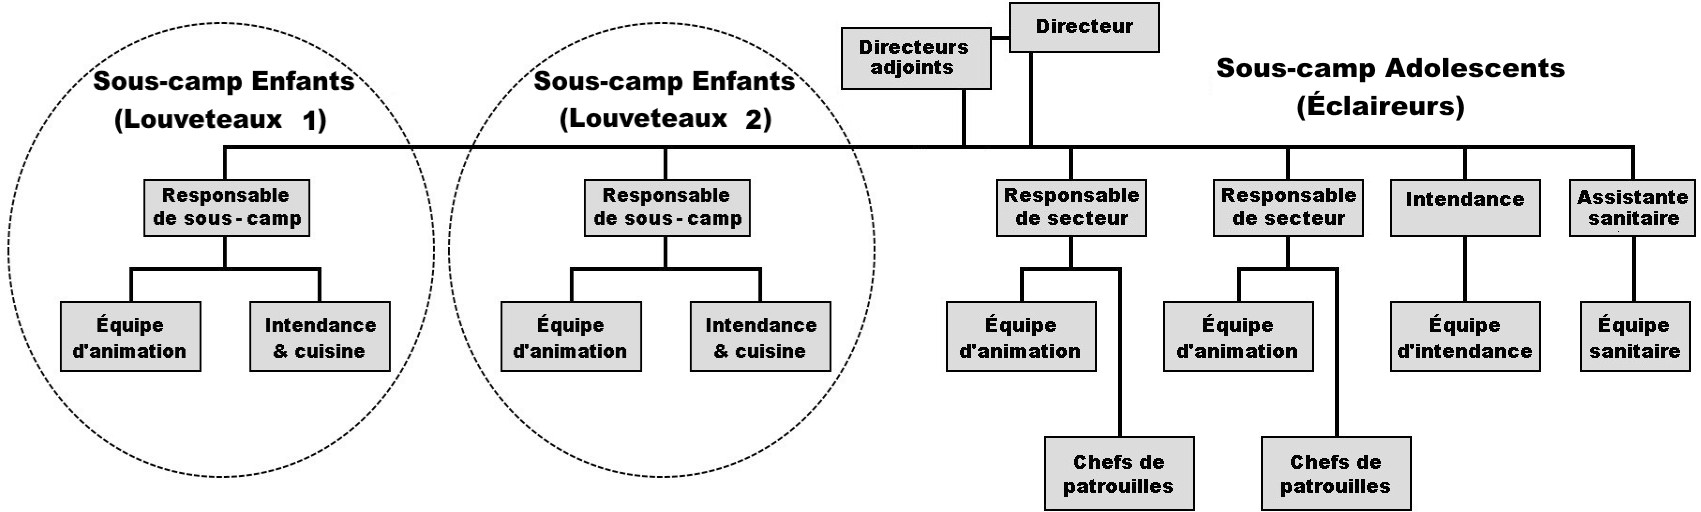 Directeur
Directeurs
adjoints
Sous-camp Enfants
(Louveteaux 1)
Sous-camp Enfants
(Louveteaux 2)
Sous-camp Adolescents
(Éclaireurs)
Responsable
de sous-camp
Responsable
de sous-camp
Responsable
de secteur
Responsable
de secteur
Intendance
Assistante
sanitaire
Équipe
d'animation
Intendance
& cuisine
Équipe
d'animation
Intendance
& cuisine
Équipe
d'animation
Équipe
d'animation
Équipe
d'intendance
Équipe
sanitaire
Chefs de
patrouilles
Chefs de
patrouilles